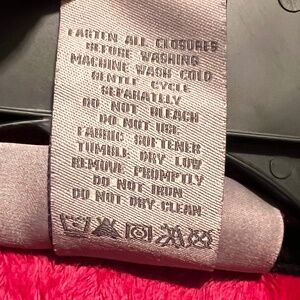 FASTEN ALL CLOSURES
BEFORE WASHING
MACHINE WASH COLD
GENTLE CYCLE
SEPARATELY
DO NOT BLEACH
DO NOT USE
FABRIC SOFTENER
TUMBLE DRY LOW
REMOVE PROMPTLY
DO NOT IRON
DO NOT DRY CLEAN